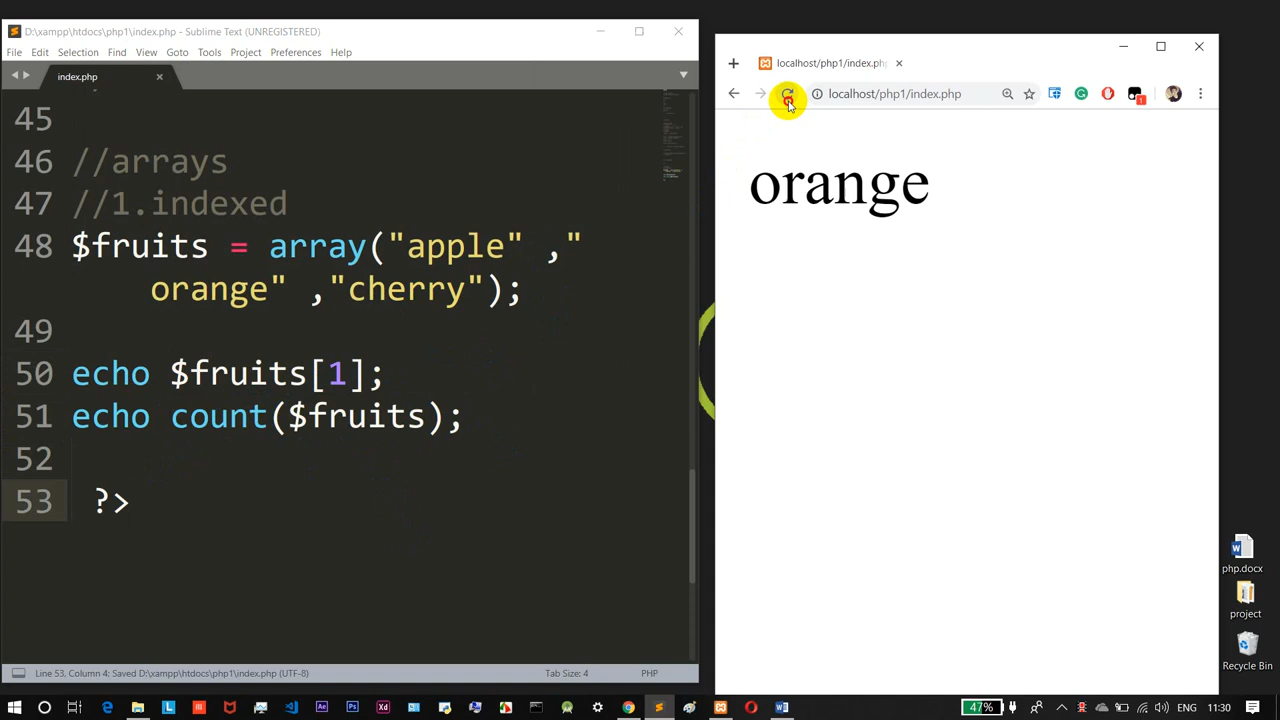 D:\xampp\htdocs\php1\index.php - Sublime Text (UNREGISTERED)
File Edit Selection Find View Goto Tools Project Preferences Help
index.php
45
46 //arrays
47 //1.indexed
48 $fruits = array("apple" ,"
orange" ,"cherry");
49
50 echo $fruits[1];
51 echo count($fruits);
52
53 ?>
Line 53, Column 4; Saved D:\xampp\htdocs\php1\index.php (UTF-8)
Tab Size: 4
PHP
localhost/php1/index.php
localhost/php1/index.php
1
orange
php.docx
project
Recycle Bin
47%
ENG 11:30